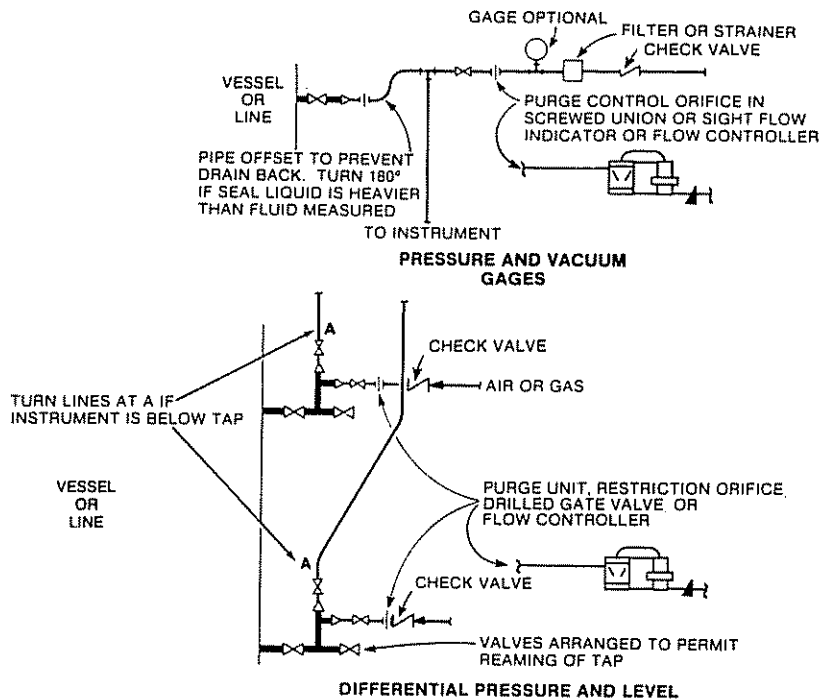 GAGE OPTIONAL
FILTER OR STRAINER
CHECK VALVE
VESSEL
OR
LINE
PURGE CONTROL ORIFICE IN
SCREWED UNION OR SIGHT FLOW
INDICATOR OR FLOW CONTROLLER
PIPE OFFSET TO PREVENT
DRAIN BACK. TURN 180°
IF SEAL LIQUID IS HEAVIER
THAN FLUID MEASURED
TO INSTRUMENT
PRESSURE AND VACUUM
GAGES
A
CHECK VALVE
AIR OR GAS
TURN LINES AT A IF
INSTRUMENT IS BELOW TAP
VESSEL
OR
LINE
PURGE UNIT, RESTRICTION ORIFICE,
DRILLED GATE VALVE, OR
FLOW CONTROLLER
A
CHECK VALVE
VALVES ARRANGED TO PERMIT
REAMING OF TAP
DIFFERENTIAL PRESSURE AND LEVEL